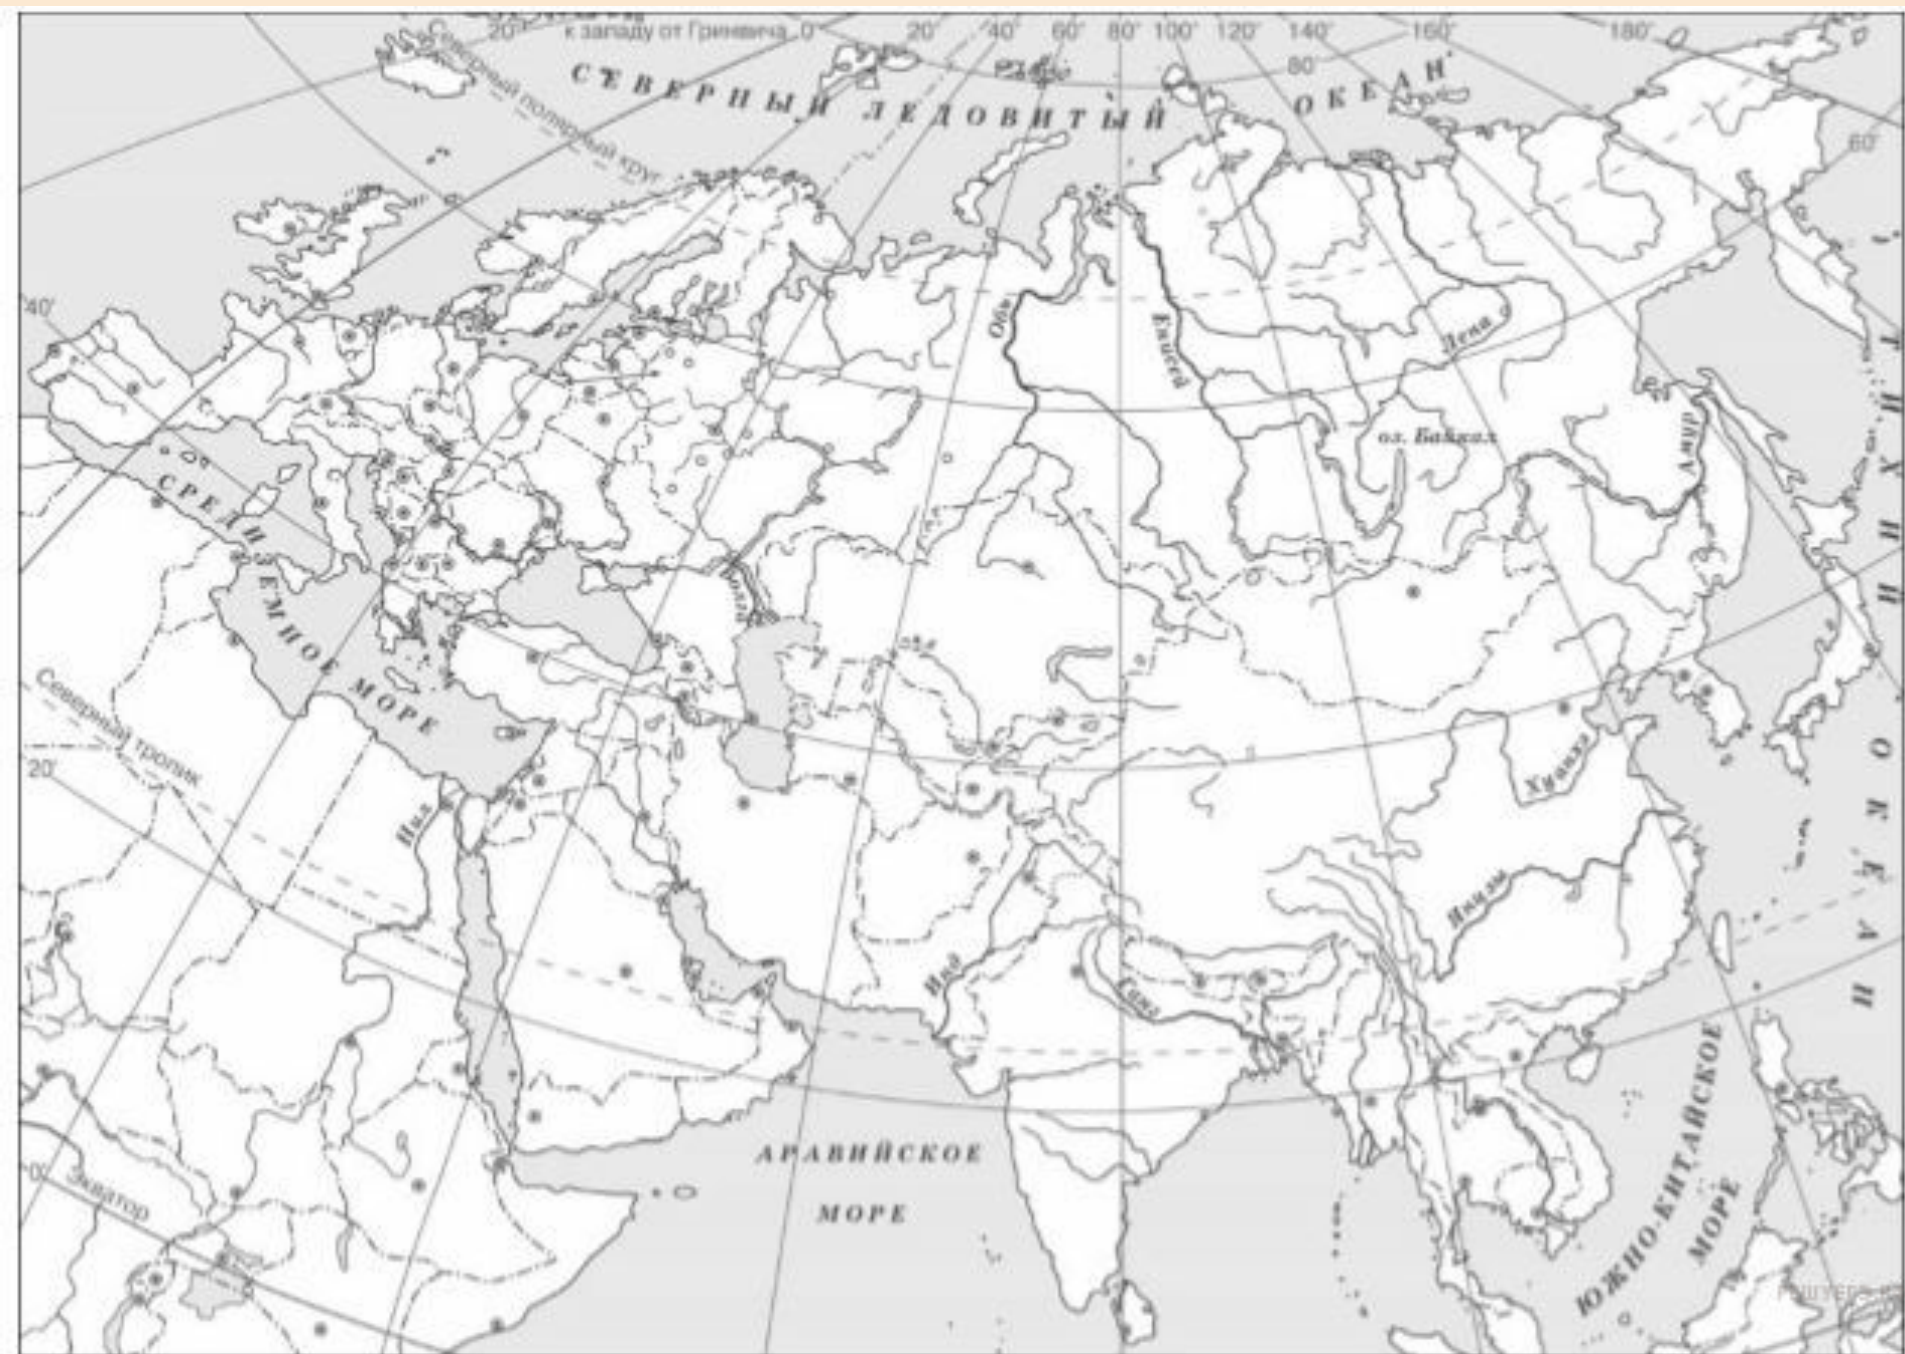 20°
к западу от Гринвича
0°
20°
40°
60°
80°
100°
120°
140°
160°
180°
80°
Северный полярный круг
СЕВЕРНЫЙ ЛЕДОВИТЫЙ ОКЕАН
60°
40°
Обь
Енисей
Лена
оз. Байкал
Амур
СРЕДИЗЕМНОЕ МОРЕ
Волга
ТИХИЙ ОКЕАН
Северный тропик
20°
Нил
Хуанхэ
Янцзы
Инд
Ганг
АРАВИЙСКОЕ
МОРЕ
ЮЖНО-КИТАЙСКОЕ
МОРЕ
0°
Экватор